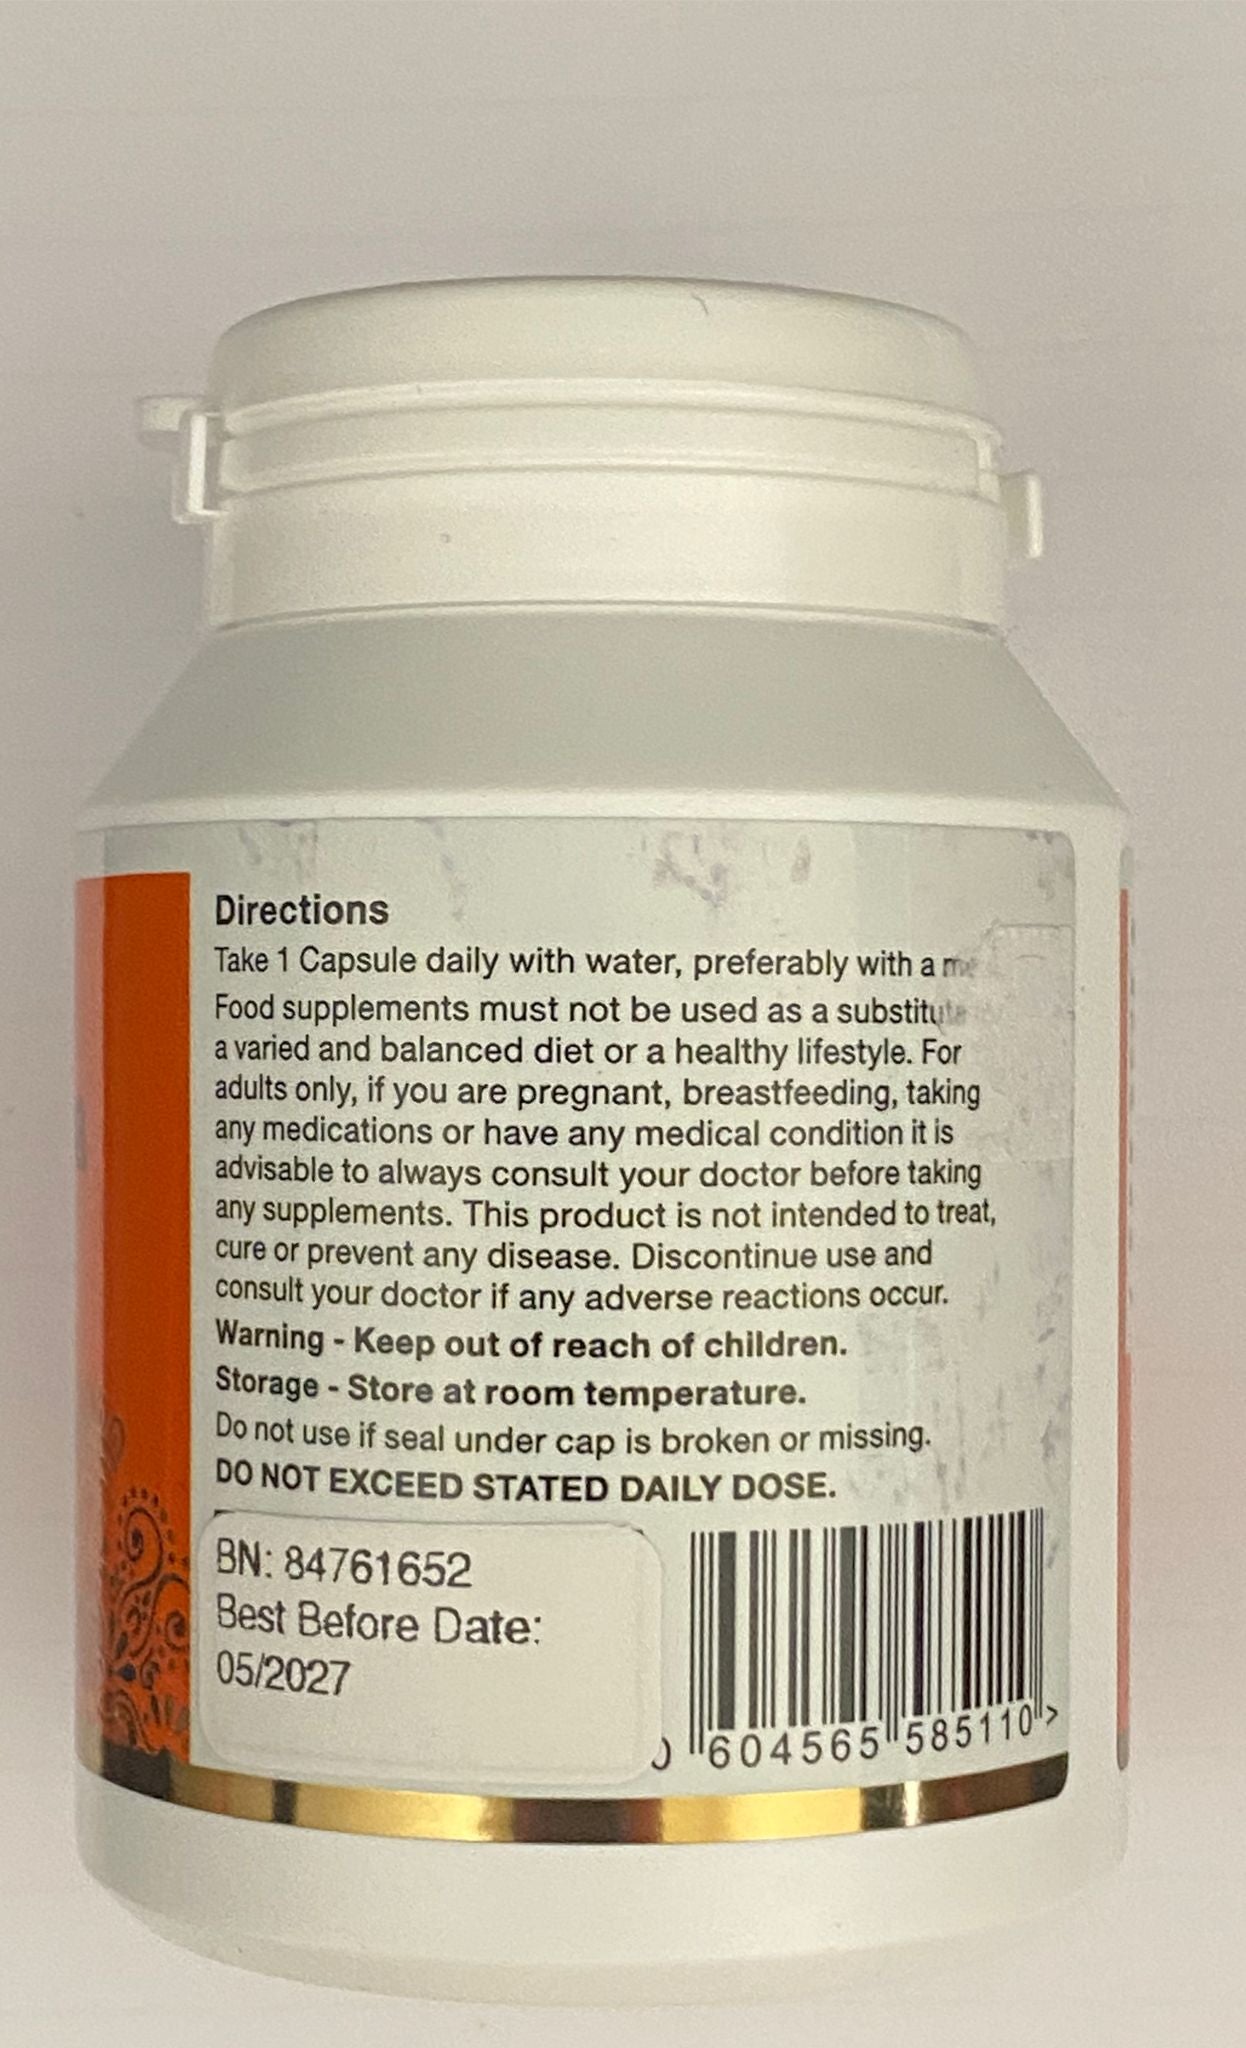 Directions
Take 1 Capsule daily with water, preferably with a
Food supplements must not be used as a substitute
a varied and balanced diet or a healthy lifestyle. For
adults only, if you are pregnant, breastfeeding, taking
any medications or have any medical condition it is
advisable to always consult your doctor before taking
any supplements. This product is not intended to treat,
cure or prevent any disease. Discontinue use and
consult your doctor if any adverse reactions occur.
Warning - Keep out of reach of children.
Storage - Store at room temperature.
Do not use if seal under cap is broken or missing.
DO NOT EXCEED STATED DAILY DOSE.
BN: 84761652
Best Before Date:
05/2027
0 604565 585110 >